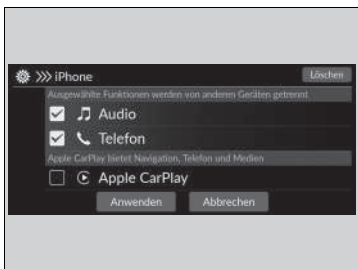 iPhone
Löschen
Ausgewählte Funktionen werden von anderen Geräten getrennt
Audio
Telefon
Apple CarPlay bietet Navigation, Telefon und Medien
Apple CarPlay
Anwenden
Abbrechen